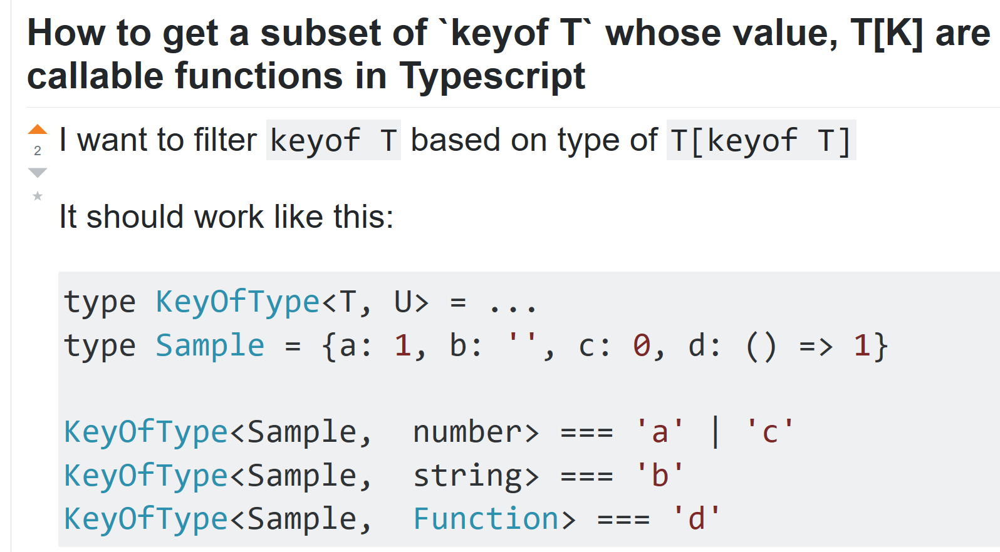 How to get a subset of `keyof T` whose value, T[K] are
callable functions in Typescript
2
I want to filter keyof T based on type of T[keyof T]
It should work like this:
type KeyOfType<T, U> = ...
type Sample = {a: 1, b: '', c: 0, d: () => 1}
KeyOfType<Sample,  number> === 'a' | 'c'
KeyOfType<Sample,  string> === 'b'
KeyOfType<Sample,  Function> === 'd'